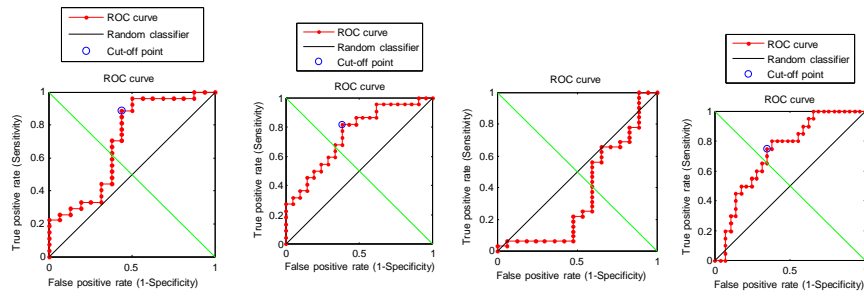 ROC curve
Random classifier
Cut-off point
ROC curve
True positive rate (Sensitivity)
1
0.8
0.6
0.4
0.2
0
0
0.5
1
False positive rate (1-Specificity)
ROC curve
Random classifier
Cut-off point
ROC curve
True positive rate (Sensitivity)
1
0.8
0.6
0.4
0.2
0
0
0.5
1
False positive rate (1-Specificity)
ROC curve
True positive rate (Sensitivity)
1
0.8
0.6
0.4
0.2
0
0
0.5
1
False positive rate (1-Specificity)
ROC curve
Random classifier
Cut-off point
ROC curve
True positive rate (Sensitivity)
1
0.8
0.6
0.4
0.2
0
0
0.5
1
False positive rate (1-Specificity)